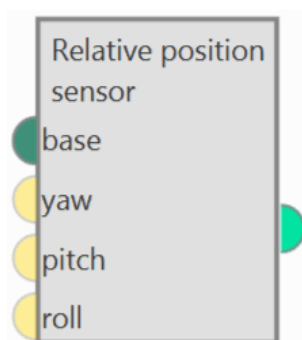 Relative position
sensor
base
yaw
pitch
roll